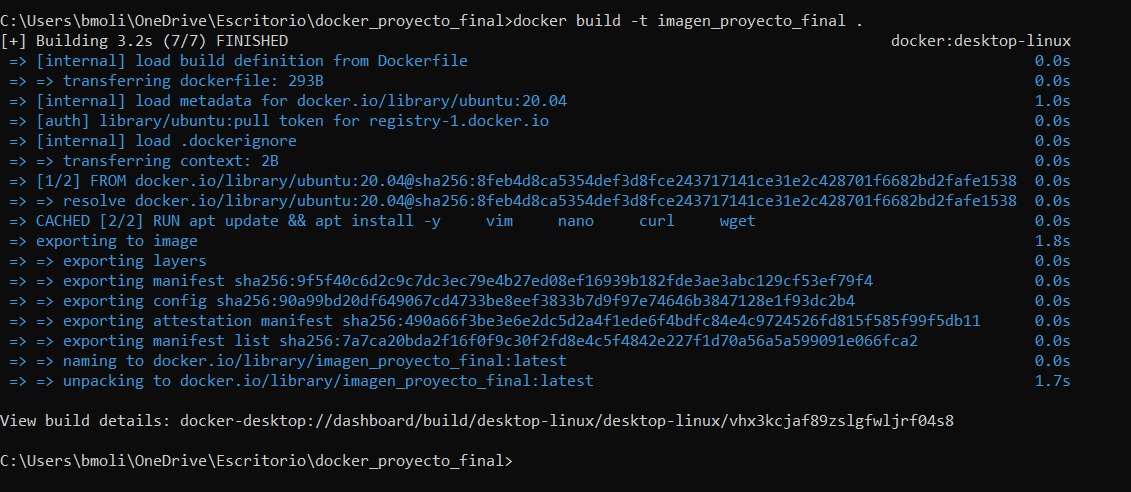 C:\Users\bmoli\OneDrive\Escritorio\docker_proyecto_final>docker build -t imagen_proyecto_final .
[+] Building 3.2s (7/7) FINISHED docker:desktop-linux
=> [internal] load build definition from Dockerfile 0.0s
=> => transferring dockerfile: 293B 0.0s
=> [internal] load metadata for docker.io/library/ubuntu:20.04 1.0s
=> [auth] library/ubuntu:pull token for registry-1.docker.io 0.0s
=> [internal] load .dockerignore 0.0s
=> => transferring context: 2B 0.0s
=> [1/2] FROM docker.io/library/ubuntu:20.04@sha256:8feb4d8ca5354def3d8fce243717141ce31e2c428701f6682bd2fafe1538 0.0s
=> => resolve docker.io/library/ubuntu:20.04@sha256:8feb4d8ca5354def3d8fce243717141ce31e2c428701f6682bd2fafe1538 0.0s
=> CACHED [2/2] RUN apt update && apt install -y vim nano curl wget 0.0s
=> exporting to image 1.8s
=> => exporting layers 0.0s
=> => exporting manifest sha256:9f5f40c6d2c9c7dc3ec79e4b27ed08ef16939b182fde3ae3abc129cf53ef79f4 0.0s
=> => exporting config sha256:90a99bd20df649067cd4733be8eef3833b7d9f97e74646b3847128e1f93dc2b4 0.0s
=> => exporting attestation manifest sha256:490a66f3be3e6e2dc5d2a4f1ede6f4bdfc84e4c9724526fd815f585f99f5db11 0.0s
=> => exporting manifest list sha256:7a7ca20bda2f16f0f9c30f2fd8e4c5f4842e227f1d70a56a5a599091e066fca2 0.0s
=> => naming to docker.io/library/imagen_proyecto_final:latest 0.0s
=> => unpacking to docker.io/library/imagen_proyecto_final:latest 1.7s
View build details: docker-desktop://dashboard/build/desktop-linux/desktop-linux/vhx3kcjaf89zslgfwljrf04s8
C:\Users\bmoli\OneDrive\Escritorio\docker_proyecto_final>